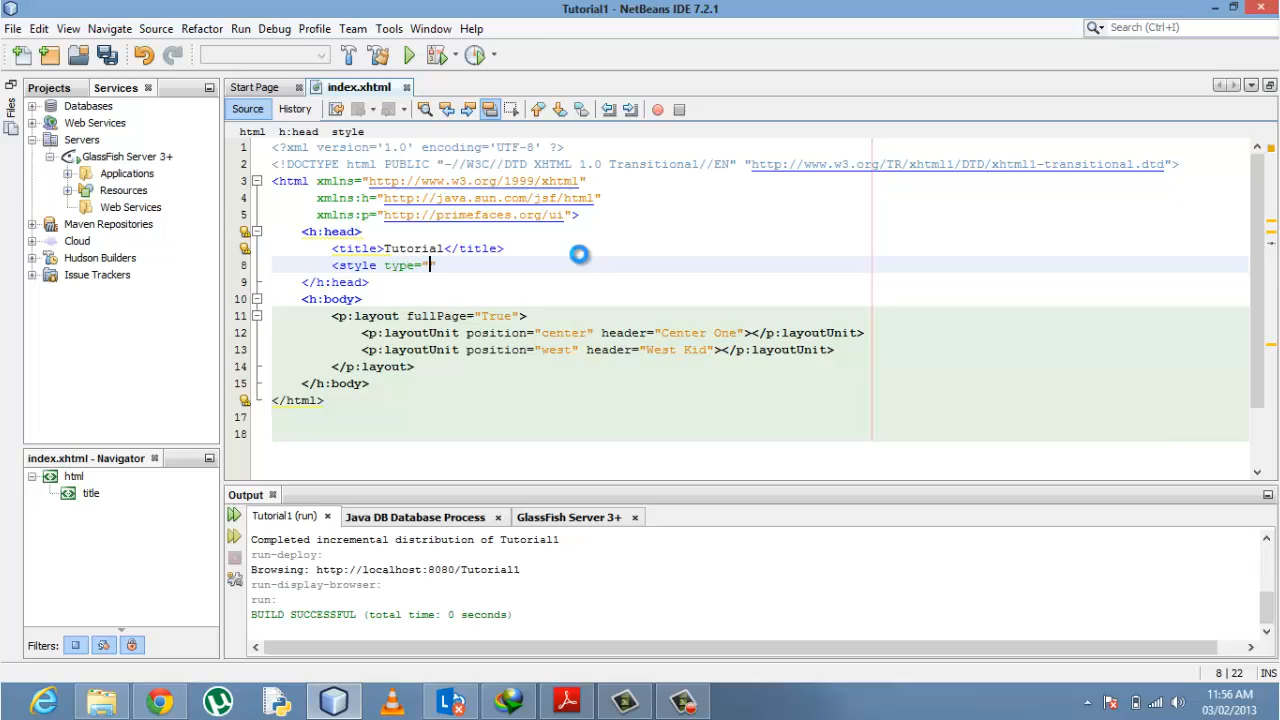 Tutorial1 - NetBeans IDE 7.2.1
File Edit View Navigate Source Refactor Run Debug Profile Team Tools Window Help
Search (Ctrl+I)
Files
Projects
Services
Databases
Web Services
Servers
GlassFish Server 3+
Applications
Resources
Web Services
Maven Repositories
Cloud
Hudson Builders
Issue Trackers
Start Page
index.xhtml
Source
History
html h:head style
1 <?xml version='1.0' encoding='UTF-8' ?>
2 <!DOCTYPE html PUBLIC "-//W3C//DTD XHTML 1.0 Transitional//EN" "http://www.w3.org/TR/xhtml1/DTD/xhtml1-transitional.dtd">
3 <html xmlns="http://www.w3.org/1999/xhtml"
4 xmlns:h="http://java.sun.com/jsf/html"
5 xmlns:p="http://primefaces.org/ui">
<h:head>
<title>Tutorial</title>
8 <style type=""
9 </h:head>
10 <h:body>
11 <p:layout fullPage="True">
12 <p:layoutUnit position="center" header="Center One"></p:layoutUnit>
13 <p:layoutUnit position="west" header="West Kid"></p:layoutUnit>
14 </p:layout>
15 </h:body>
</html>
17
18
index.xhtml - Navigator
html
title
Filters:
Output
Tutorial1 (run)
Java DB Database Process
GlassFish Server 3+
Completed incremental distribution of Tutorial1
run-deploy:
Browsing: http://localhost:8080/Tutorial1
run-display-browser:
run:
BUILD SUCCESSFUL (total time: 0 seconds)
8 | 22
INS
11:56 AM
03/02/2013